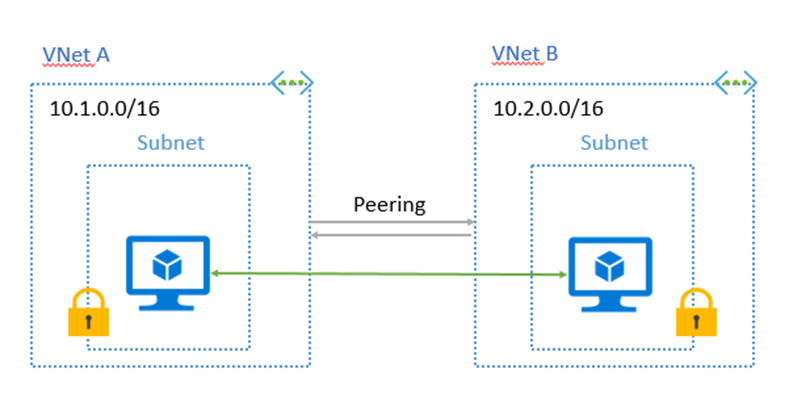 VNet A
VNet B
10.1.0.0/16
10.2.0.0/16
Subnet
Subnet
Peering